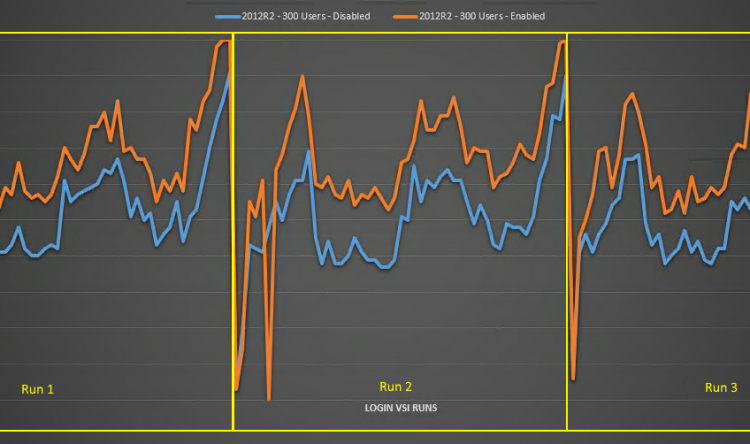 2012R2 - 300 Users - Disabled 2012R2 - 300 Users - Enabled
Run 1 Run 2 Run 3
LOGIN VSI RUNS